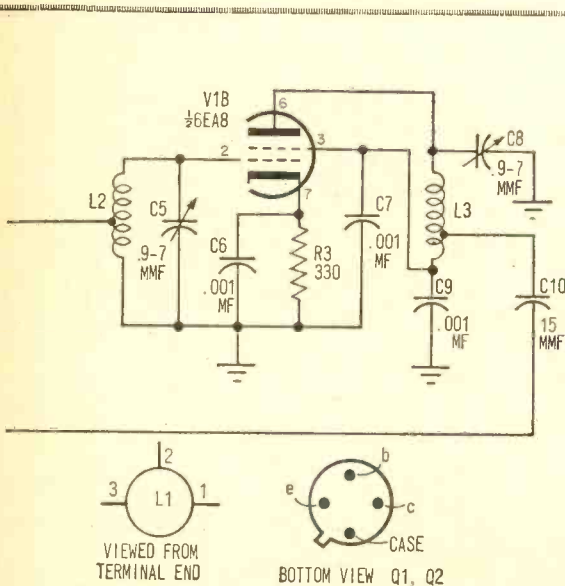 V1B
½6EA8
6
2
3
7
L2
C5
.9-7
MMF
C6
.001
MF
R3
330
C7
.001
MF
C8
.9-7
MMF
L3
C9
.001
MF
C10
15
MMF
2
3
L1
1
VIEWED FROM
TERMINAL END
b
e
c
CASE
BOTTOM VIEW Q1, Q2